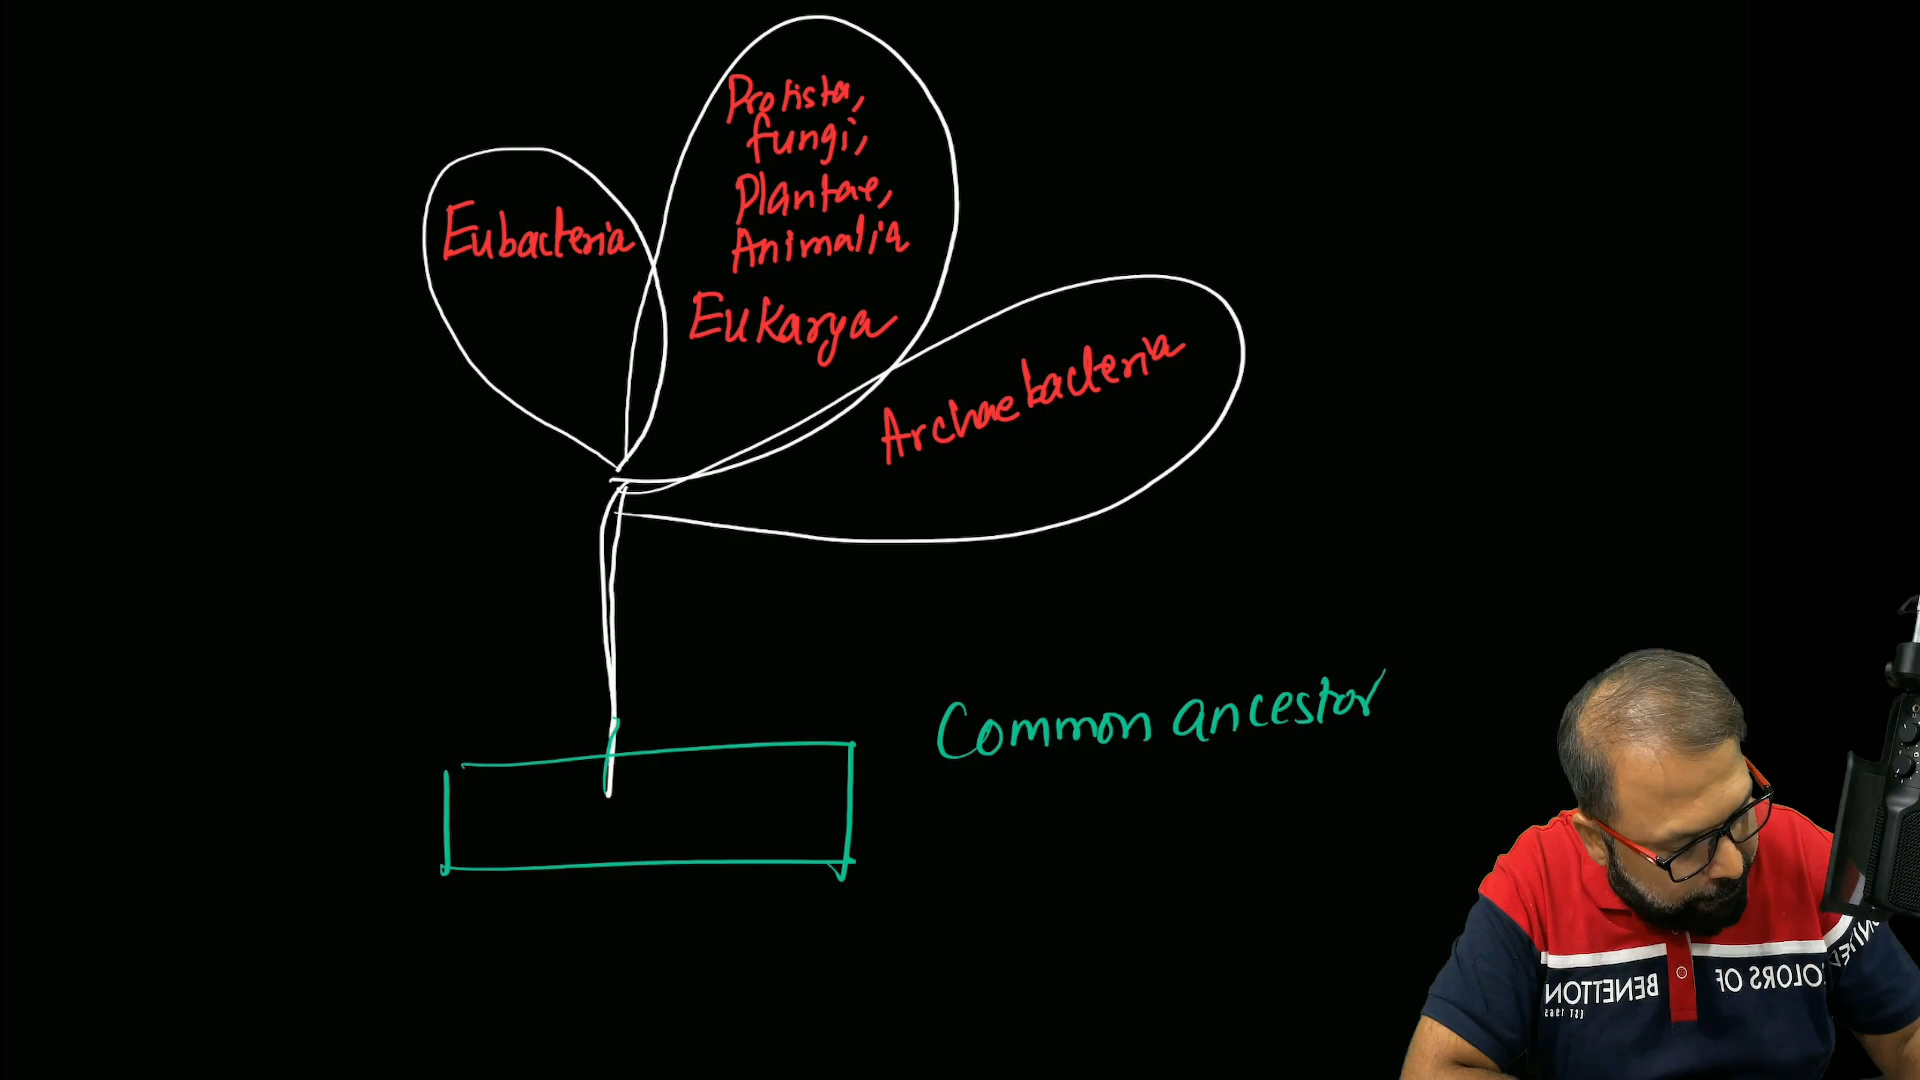 Protista,
fungi,
Plantae,
Animalia
Eukarya
Eubacteria
Archaebacteria
Common ancestor
COLORS OF BENETTON